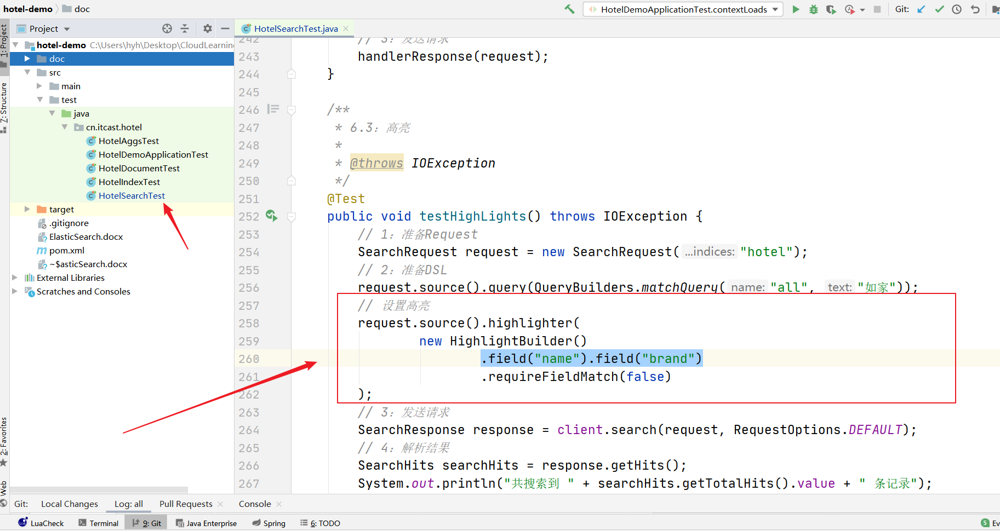 hotel-demo doc
HotelDemoApplicationTest.contextLoads
Git:
1: Project
7: Structure
2: Favorites
Web
Project
HotelSearchTest.java
hotel-demo C:\Users\hyh\Desktop\CloudLearning
doc
src
main
test
java
cn.itcast.hotel
HotelAggsTest
HotelDemoApplicationTest
HotelDocumentTest
HotelIndexTest
HotelSearchTest
target
.gitignore
ElasticSearch.docx
pom.xml
~$asticSearch.docx
External Libraries
Scratches and Consoles
242 // 3：发送请求
243 handlerResponse(request);
244 }
245
246 /**
247 * 6.3：高亮
248 *
249 * @throws IOException
250 */
251 @Test
252 public void testHighLights() throws IOException {
253 // 1：准备Request
254 SearchRequest request = new SearchRequest( ...indices: "hotel");
255 // 2：准备DSL
256 request.source().query(QueryBuilders.matchQuery( name: "all", text: "如家"));
257 // 设置高亮
258 request.source().highlighter(
259 new HighlightBuilder()
260 .field("name").field("brand")
261 .requireFieldMatch(false)
262 );
263 // 3：发送请求
264 SearchResponse response = client.search(request, RequestOptions.DEFAULT);
265 // 4：解析结果
266 SearchHits searchHits = response.getHits();
267 System.out.println("共搜索到 " + searchHits.getTotalHits().value + " 条记录");
Git: Local Changes Log: all Pull Requests Console
LuaCheck Terminal 9: Git Java Enterprise Spring 6: TODO 5 Ev